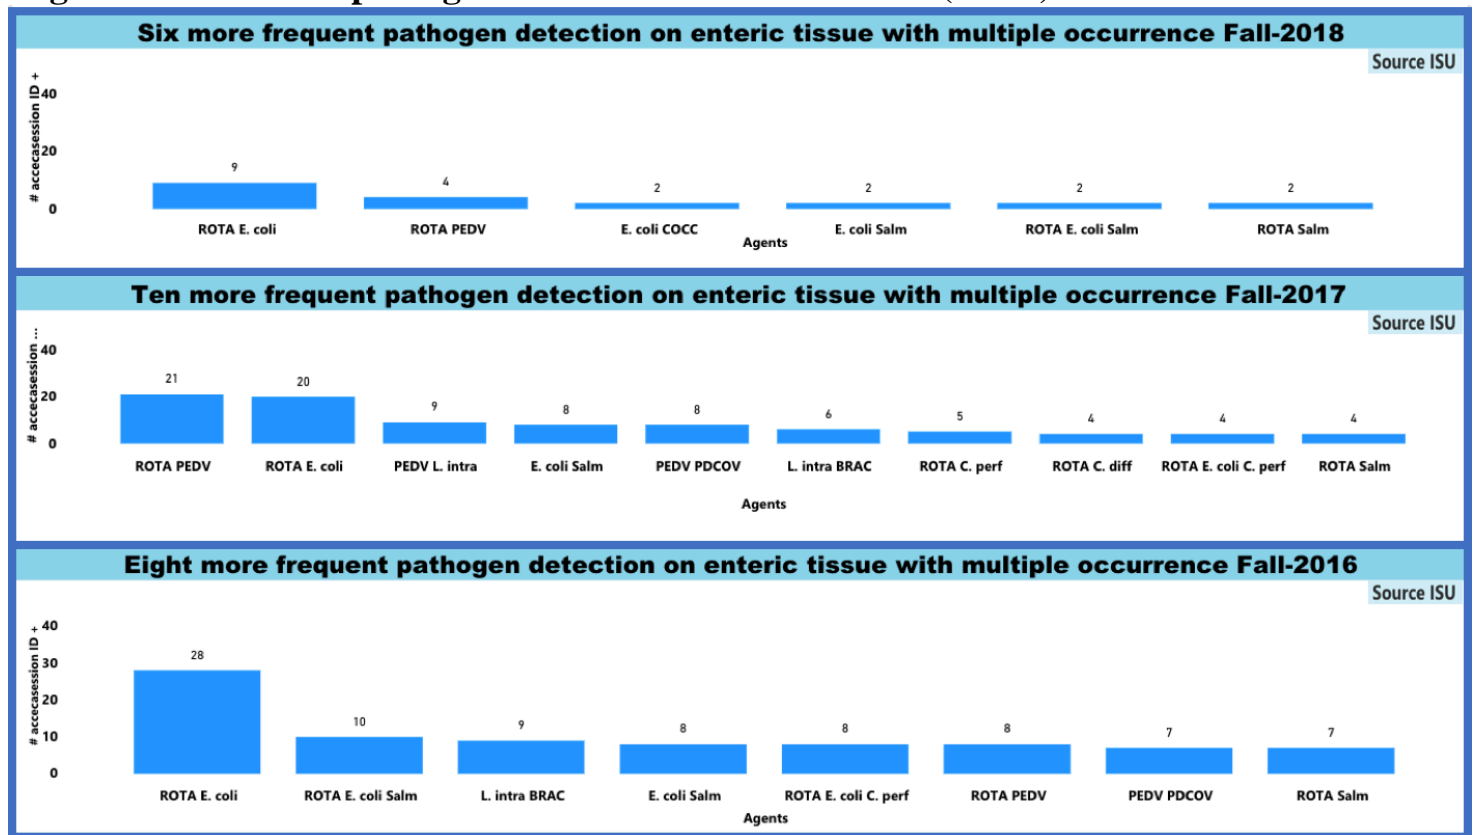 Six more frequent pathogen detection on enteric tissue with multiple occurrence Fall-2018
Source ISU
# accecasession ID +
40
20
0
9
4
2
2
2
2
ROTA E. coli
ROTA PEDV
E. coli COCC
E. coli Salm
ROTA E. coli Salm
ROTA Salm
Agents
Ten more frequent pathogen detection on enteric tissue with multiple occurrence Fall-2017
Source ISU
# accecasession ...
40
20
0
21
20
9
8
8
6
5
4
4
4
ROTA PEDV
ROTA E. coli
PEDV L. intra
E. coli Salm
PEDV PDCOV
L. intra BRAC
ROTA C. perf
ROTA C. diff
ROTA E. coli C. perf
ROTA Salm
Agents
Eight more frequent pathogen detection on enteric tissue with multiple occurrence Fall-2016
Source ISU
# accecasession ID +
40
30
20
10
0
28
10
9
8
8
8
7
7
ROTA E. coli
ROTA E. coli Salm
L. intra BRAC
E. coli Salm
ROTA E. coli C. perf
ROTA PEDV
PEDV PDCOV
ROTA Salm
Agents